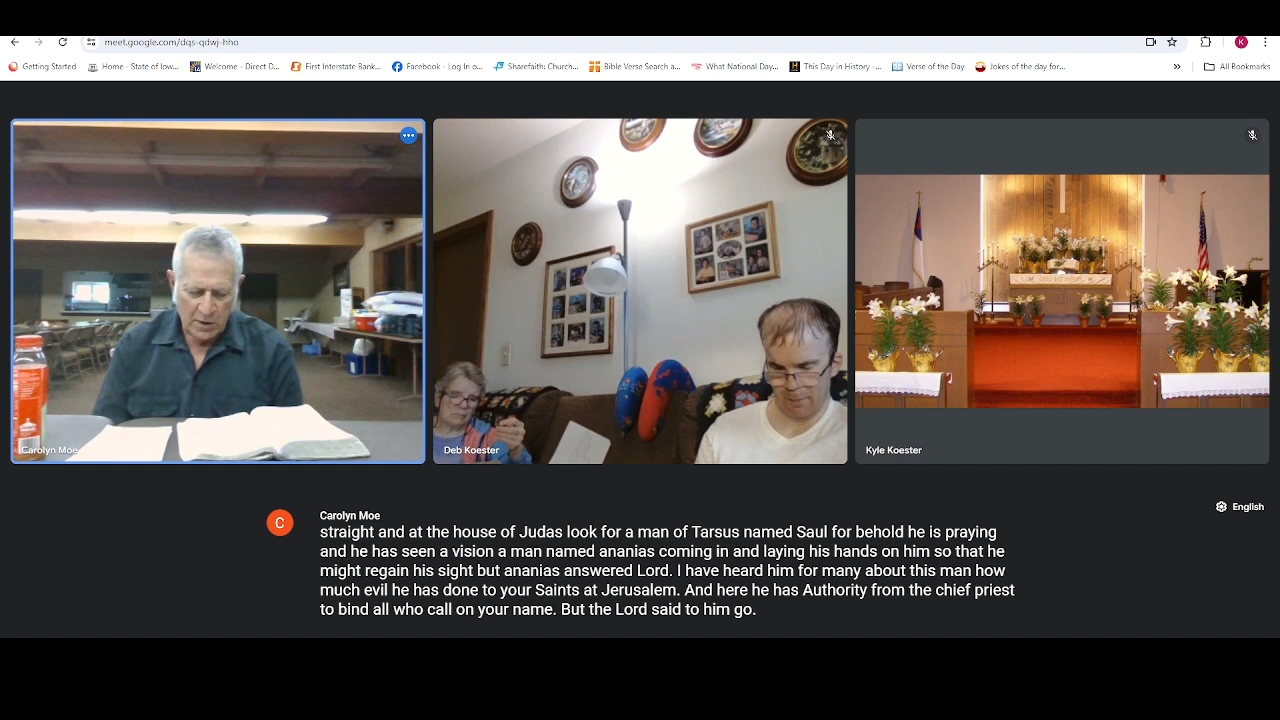 meet.google.com/dqs-qdwj-hho
K
Getting Started
Home - State of Iow...
Welcome - Direct D...
First Interstate Bank...
Facebook - Log In o...
Sharefaith: Church...
Bible Verse Search a...
What National Day...
This Day in History -...
Verse of the Day
Jokes of the day for...
»
All Bookmarks
Carolyn Moe
Deb Koester
Kyle Koester
English
C
Carolyn Moe
straight and at the house of Judas look for a man of Tarsus named Saul for behold he is praying
and he has seen a vision a man named ananias coming in and laying his hands on him so that he
might regain his sight but ananias answered Lord. I have heard him for many about this man how
much evil he has done to your Saints at Jerusalem. And here he has Authority from the chief priest
to bind all who call on your name. But the Lord said to him go.